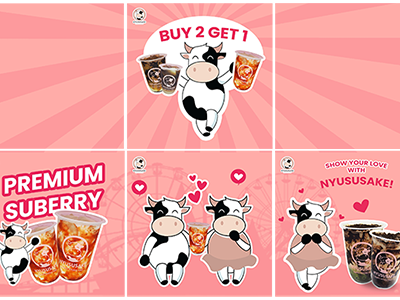 BUY 2 GET 1
PREMIUM
SUBERRY
SHOW YOUR LOVE
WITH
NYUSUSAKE!